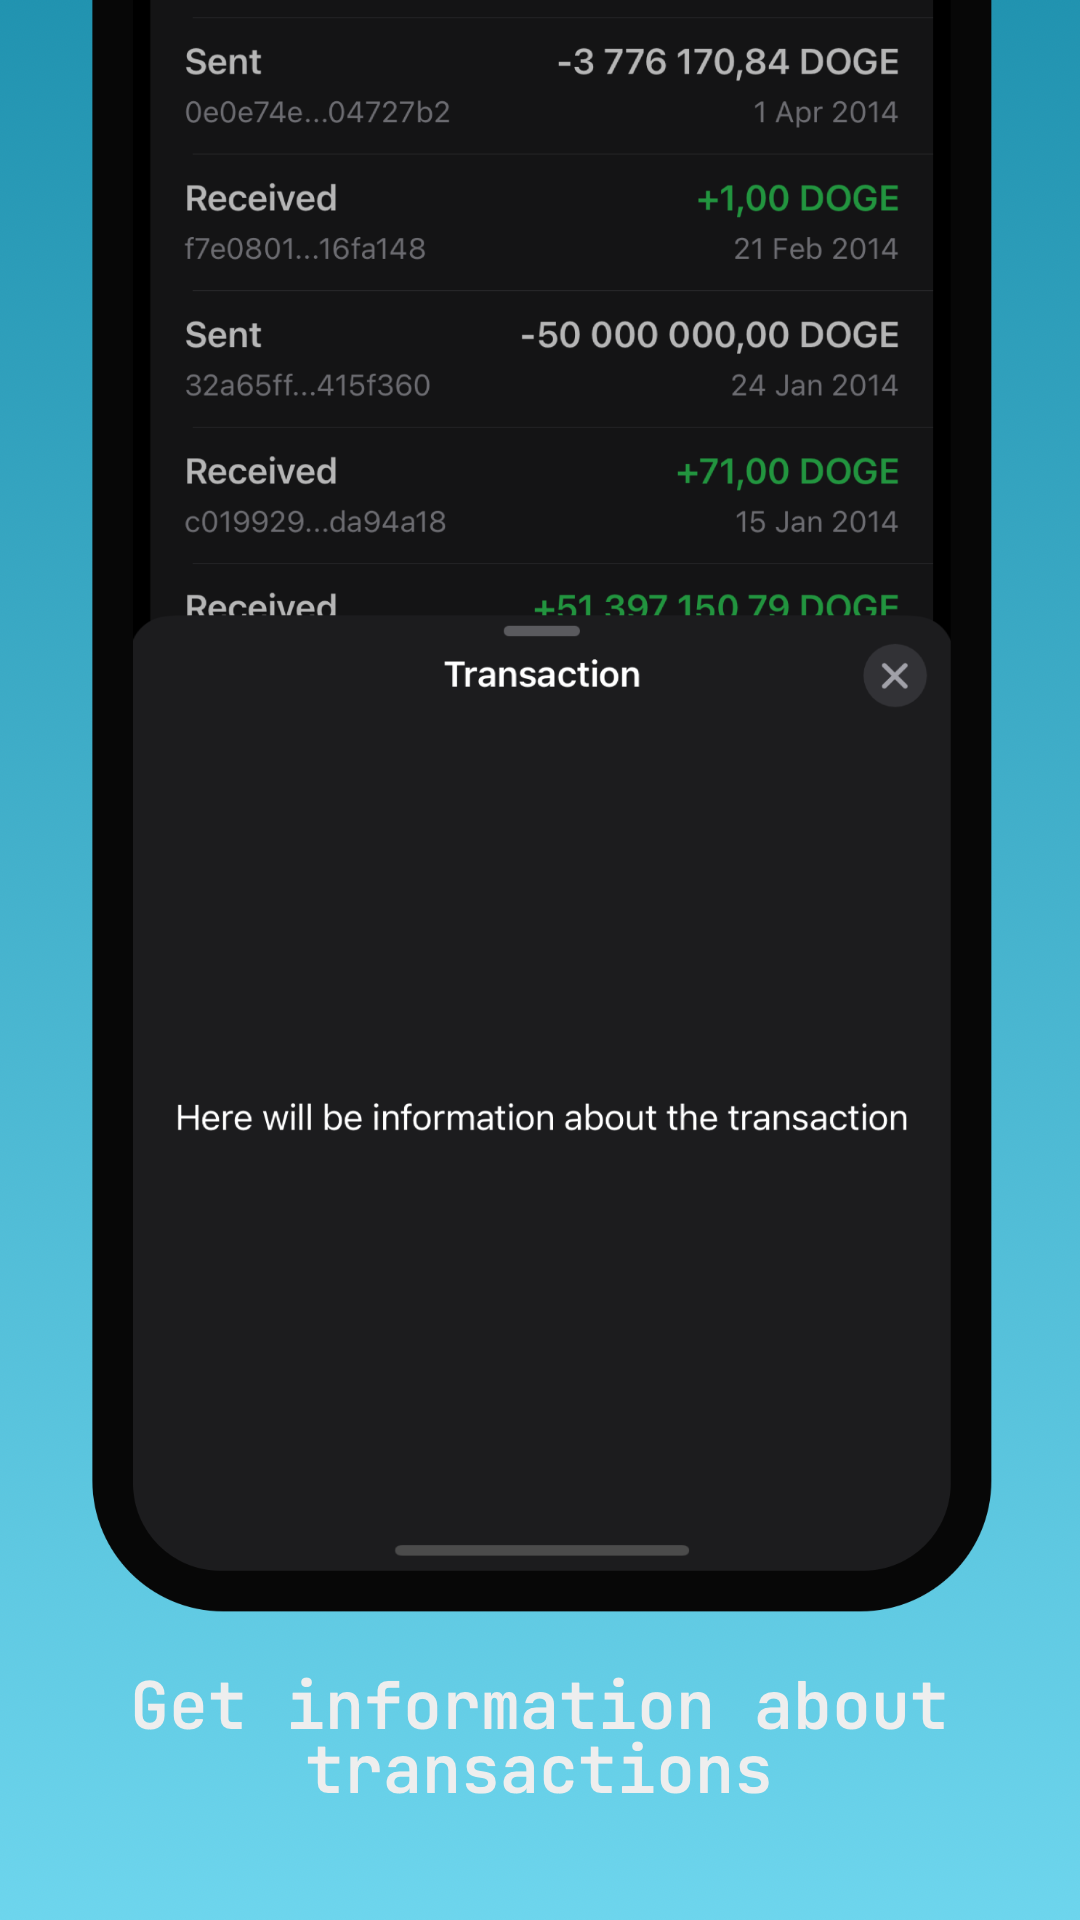 Sent -3 776 170,84 DOGE
0e0e74e...04727b2 1 Apr 2014
Received +1,00 DOGE
f7e0801...16fa148 21 Feb 2014
Sent -50 000 000,00 DOGE
32a65ff...415f360 24 Jan 2014
Received +71,00 DOGE
c019929...da94a18 15 Jan 2014
Received +51 397 150,79 DOGE
Transaction
Here will be information about the transaction
Get information about
transactions